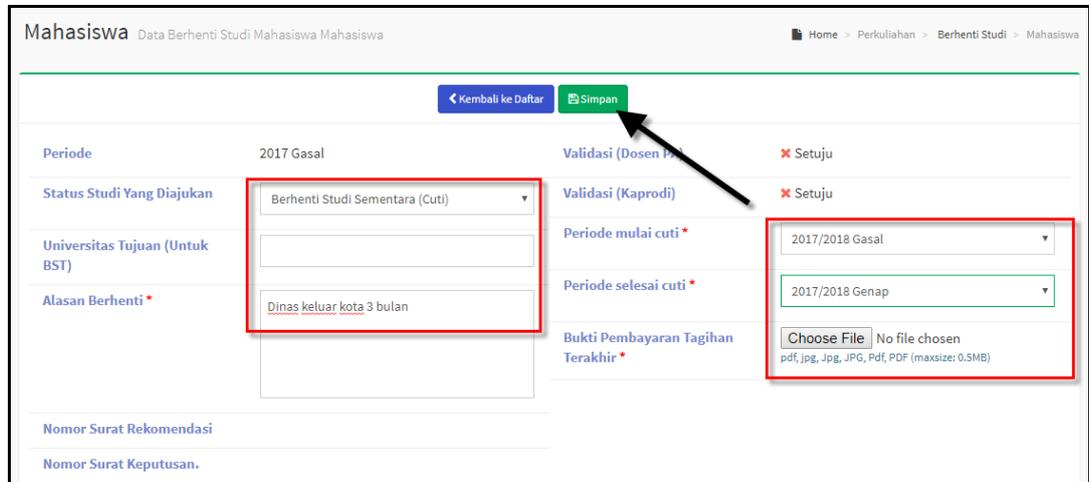 Mahasiswa Data Berhenti Studi Mahasiswa Mahasiswa
Home > Perkuliahan > Berhenti Studi > Mahasiswa
Kembali ke Daftar
Simpan
Periode
2017 Gasal
Status Studi Yang Diajukan
Berhenti Studi Sementara (Cuti)
Universitas Tujuan (Untuk
BST)
Alasan Berhenti *
Dinas keluar kota 3 bulan
Nomor Surat Rekomendasi
Nomor Surat Keputusan.
Validasi (Dosen PA)
Setuju
Validasi (Kaprodi)
Setuju
Periode mulai cuti *
2017/2018 Gasal
Periode selesai cuti *
2017/2018 Genap
Bukti Pembayaran Tagihan
Terakhir *
Choose File No file chosen
pdf, jpg, Jpg, JPG, Pdf, PDF (maxsize: 0.5MB)